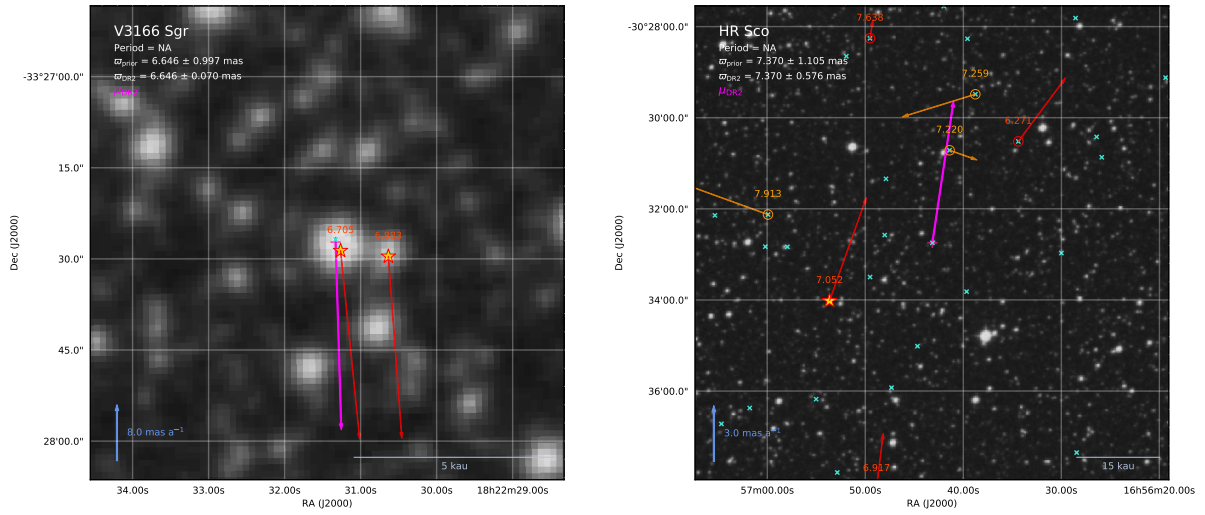 V3166 Sgr
Period = NA
ϖprior = 6.646 ± 0.997 mas
ϖDR2 = 6.646 ± 0.070 mas
μDR2
6.705
8.0 mas a⁻¹
5 kau
-33°27'00.0"
15.0"
30.0"
45.0"
28'00.0"
Dec (J2000)
34.00s
33.00s
32.00s
31.00s
30.00s
18h22m29.00s
RA (J2000)
HR Sco
Period = NA
ϖprior = 7.370 ± 1.105 mas
ϖDR2 = 7.370 ± 0.576 mas
μDR2
7.638
7.259
6.271
7.220
7.913
7.052
6.917
3.0 mas a⁻¹
15 kau
-30°28'00.0"
30'00.0"
32'00.0"
34'00.0"
36'00.0"
Dec (J2000)
57m00.00s
50.00s
40.00s
30.00s
16h56m20.00s
RA (J2000)